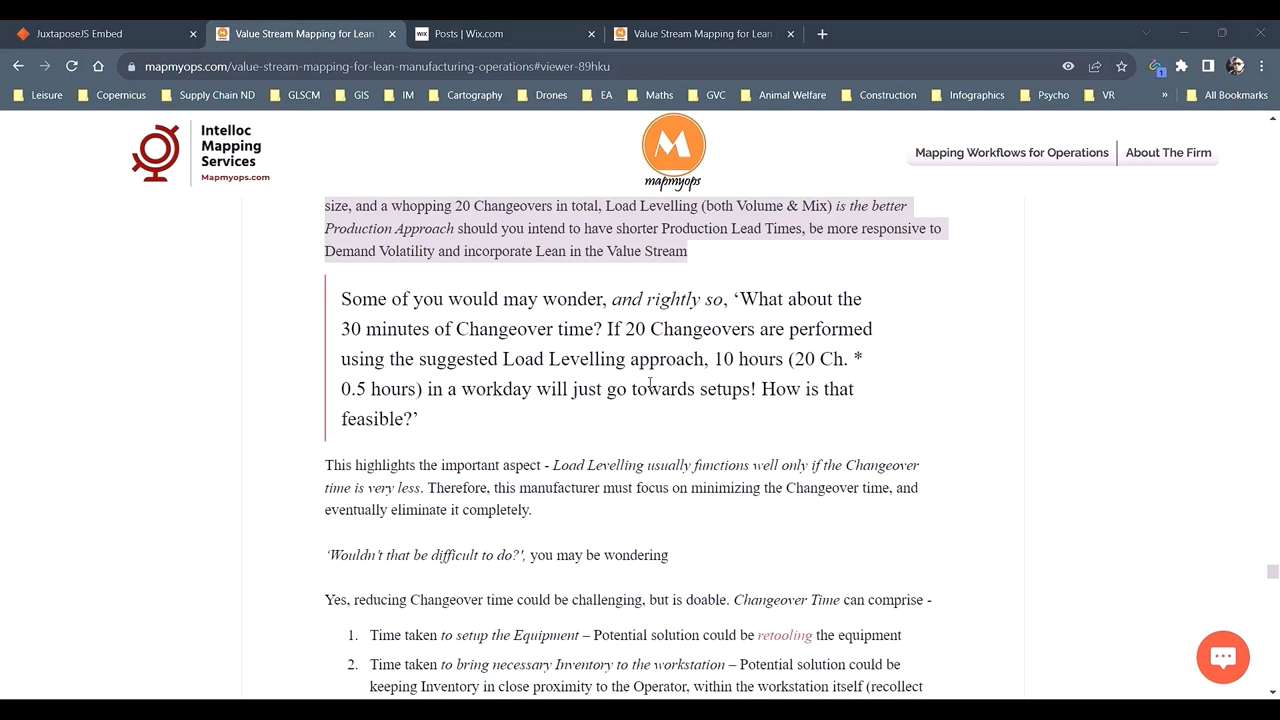 JuxtaposeJS Embed
Value Stream Mapping for Lean
Posts | Wix.com
Value Stream Mapping for Lean
mapmyops.com/value-stream-mapping-for-lean-manufacturing-operations#viewer-89hku
1
Leisure Copernicus Supply Chain ND GLSCM GIS IM Cartography Drones EA Maths GVC Animal Welfare Construction Infographics Psycho VR » All Bookmarks
Intelloc
Mapping
Services
Mapmyops.com
M
mapmyops
Mapping Workflows for Operations
About The Firm
size, and a whopping 20 Changeovers in total, Load Levelling (both Volume & Mix) is the better
Production Approach should you intend to have shorter Production Lead Times, be more responsive to
Demand Volatility and incorporate Lean in the Value Stream
Some of you would may wonder, and rightly so, ‘What about the
30 minutes of Changeover time? If 20 Changeovers are performed
using the suggested Load Levelling approach, 10 hours (20 Ch. *
0.5 hours) in a workday will just go towards setups! How is that
feasible?’
This highlights the important aspect - Load Levelling usually functions well only if the Changeover
time is very less. Therefore, this manufacturer must focus on minimizing the Changeover time, and
eventually eliminate it completely.
‘Wouldn’t that be difficult to do?’, you may be wondering
Yes, reducing Changeover time could be challenging, but is doable. Changeover Time can comprise -
1. Time taken to setup the Equipment – Potential solution could be retooling the equipment
2. Time taken to bring necessary Inventory to the workstation – Potential solution could be
keeping Inventory in close proximity to the Operator, within the workstation itself (recollect